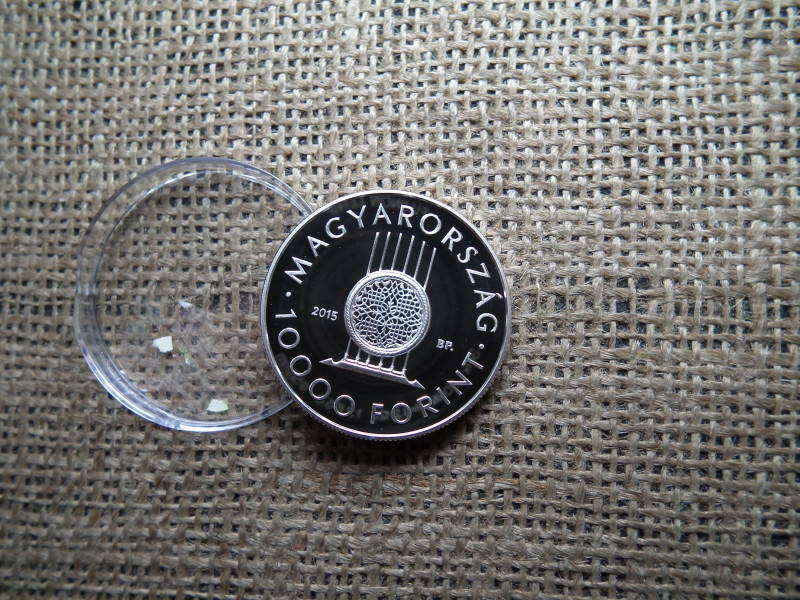 MAGYARORSZÁG
2015
BP.
10000 FORINT